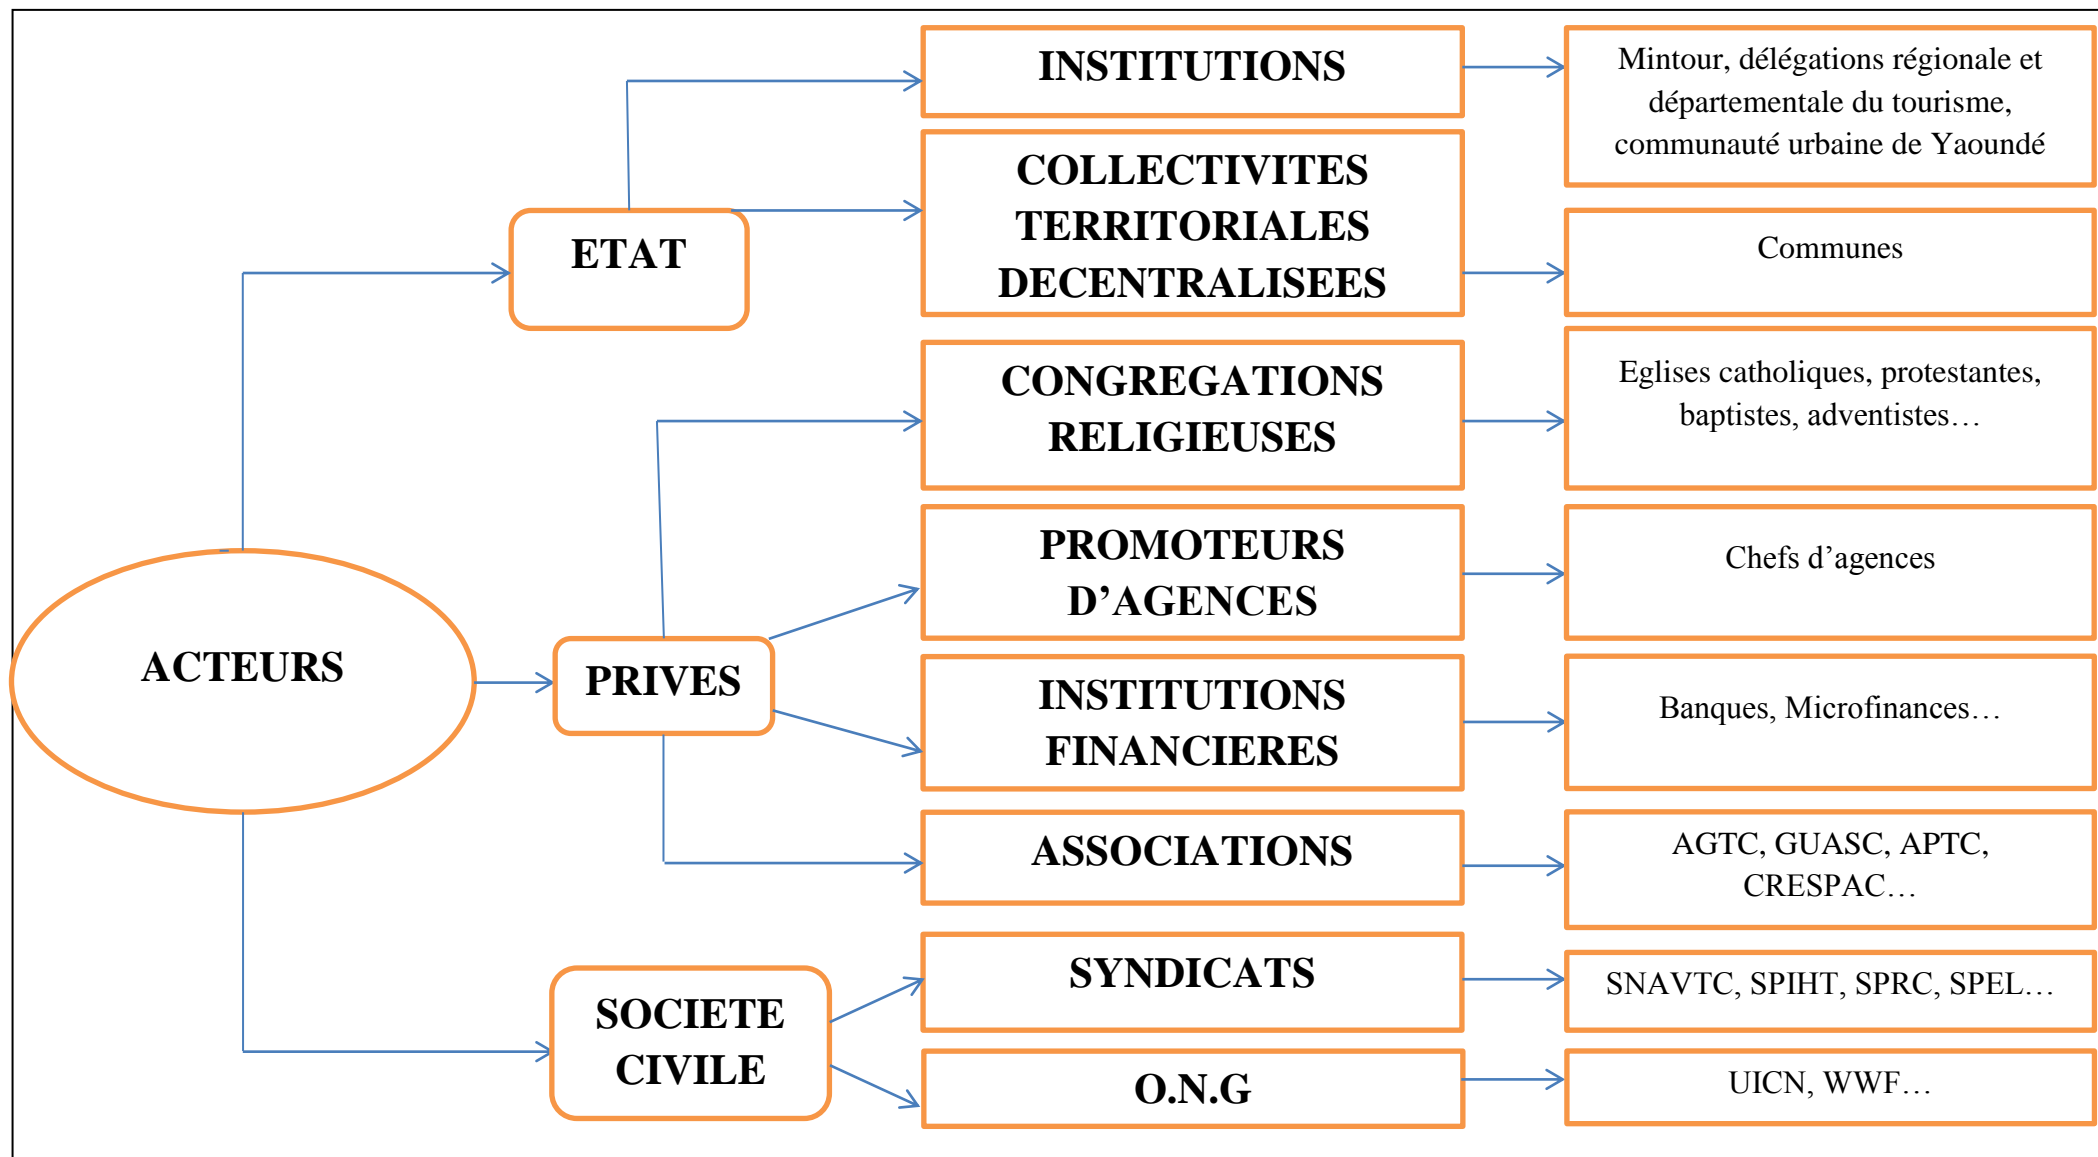 ACTEURS
ETAT
INSTITUTIONS
Mintour, délégations régionale et
départementale du tourisme,
communauté urbaine de Yaoundé
COLLECTIVITES
TERRITORIALES
DECENTRALISEES
Communes
PRIVES
CONGREGATIONS
RELIGIEUSES
Eglises catholiques, protestantes,
baptistes, adventistes…
PROMOTEURS
D’AGENCES
Chefs d’agences
INSTITUTIONS
FINANCIERES
Banques, Microfinances…
ASSOCIATIONS
AGTC, GUASC, APTC,
CRESPAC…
SOCIETE
CIVILE
SYNDICATS
SNAVTC, SPIHT, SPRC, SPEL…
O.N.G
UICN, WWF…